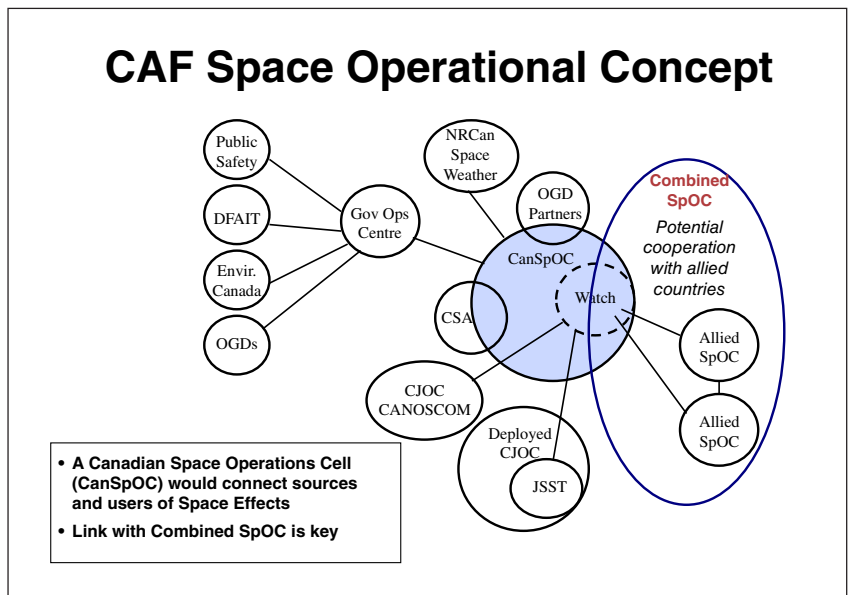 CAF Space Operational Concept
Public
Safety
DFAIT
Envir.
Canada
OGDs
Gov Ops
Centre
NRCan
Space
Weather
OGD
Partners
CanSpOC
Watch
CSA
CJOC
CANOSCOM
Deployed
CJOC
JSST
Combined
SpOC
Potential
cooperation
with allied
countries
Allied
SpOC
Allied
SpOC
• A Canadian Space Operations Cell
(CanSpOC) would connect sources
and users of Space Effects
• Link with Combined SpOC is key